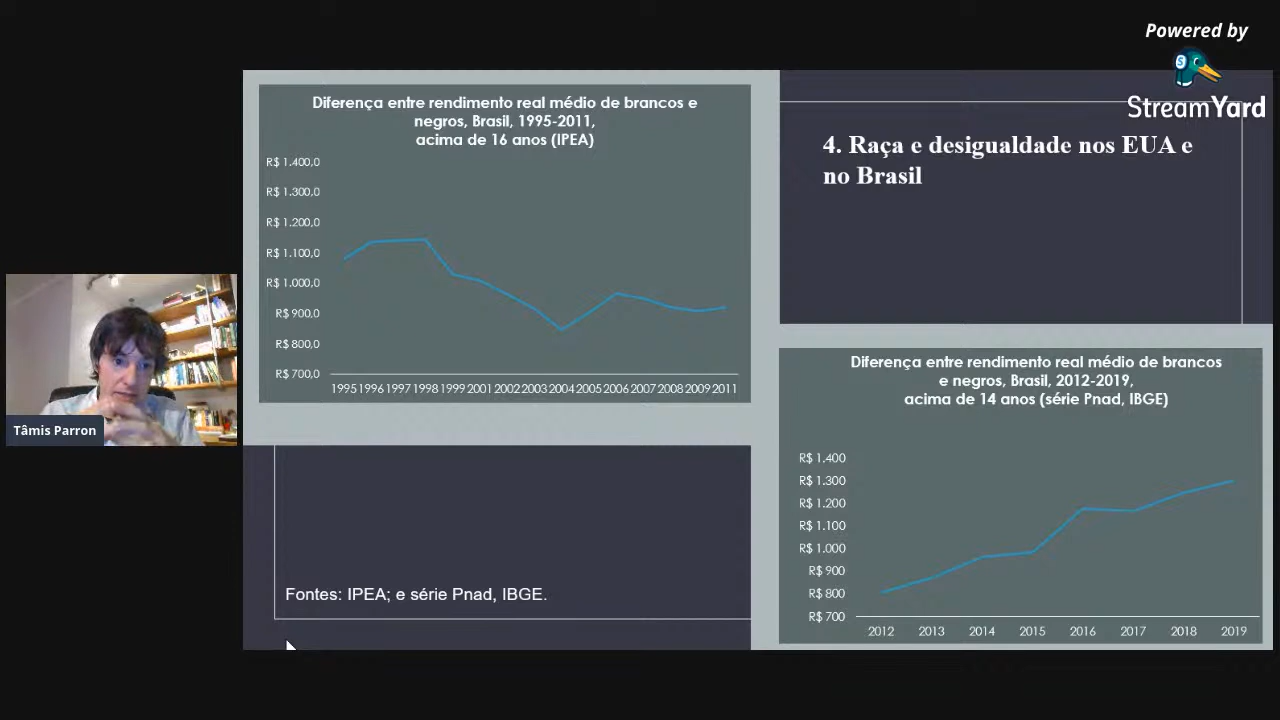 Powered by
StreamYard
Diferença entre rendimento real médio de brancos e
negros, Brasil, 1995-2011,
acima de 16 anos (IPEA)
R$ 1.400,0
R$ 1.300,0
R$ 1.200,0
R$ 1.100,0
R$ 1.000,0
R$ 900,0
R$ 800,0
R$ 700,0
1995 1996 1997 1998 1999 2001 2002 2003 2004 2005 2006 2007 2008 2009 2011
4. Raça e desigualdade nos EUA e
no Brasil
Tâmis Parron
Diferença entre rendimento real médio de brancos
e negros, Brasil, 2012-2019,
acima de 14 anos (série Pnad, IBGE)
R$ 1.400
R$ 1.300
R$ 1.200
R$ 1.100
R$ 1.000
R$ 900
R$ 800
R$ 700
2012 2013 2014 2015 2016 2017 2018 2019
Fontes: IPEA; e série Pnad, IBGE.